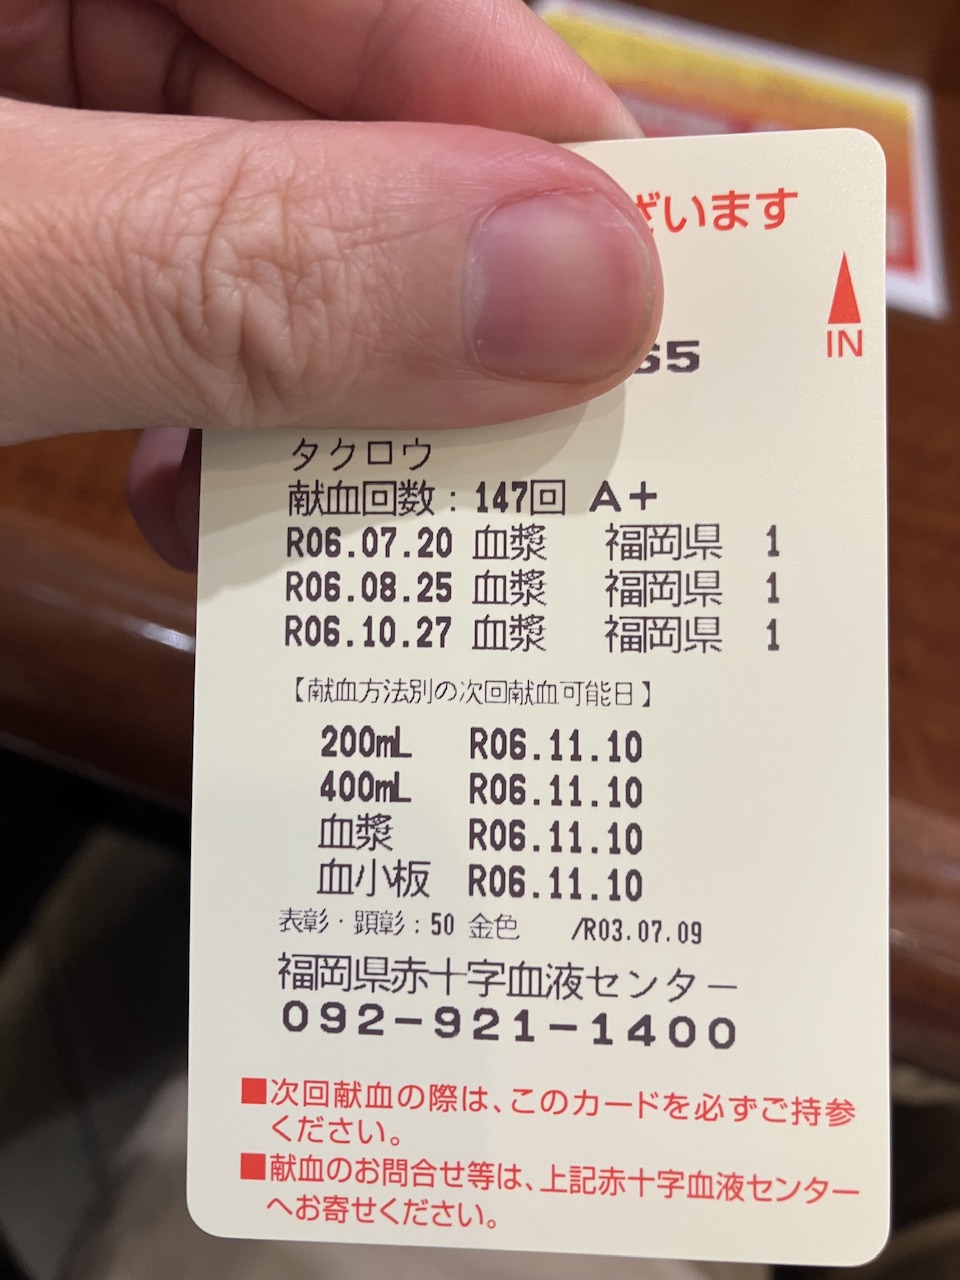 ざいます
IN
65
タクロウ
献血回数：147回 A+
R06.07.20 血漿 福岡県 1
R06.08.25 血漿 福岡県 1
R06.10.27 血漿 福岡県 1
【献血方法別の次回献血可能日】
200mL R06.11.10
400mL R06.11.10
血漿 R06.11.10
血小板 R06.11.10
表彰・顕彰：50 金色 /R03.07.09
福岡県赤十字血液センター
092-921-1400
■次回献血の際は、このカードを必ずご持参
ください。
■献血のお問合せ等は、上記赤十字血液センター
へお寄せください。